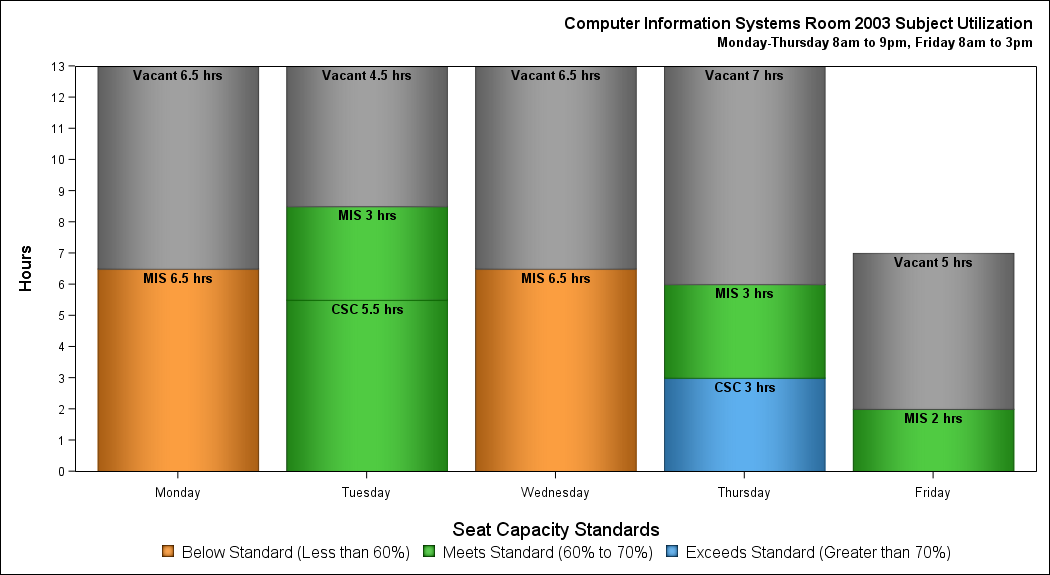 Computer Information Systems Room 2003 Subject Utilization
Monday-Thursday 8am to 9pm, Friday 8am to 3pm
Hours
13
12
11
10
9
8
7
6
5
4
3
2
1
0
Vacant 6.5 hrs
MIS 6.5 hrs
Vacant 4.5 hrs
MIS 3 hrs
CSC 5.5 hrs
Vacant 6.5 hrs
MIS 6.5 hrs
Vacant 7 hrs
MIS 3 hrs
CSC 3 hrs
Vacant 5 hrs
MIS 2 hrs
Monday Tuesday Wednesday Thursday Friday
Seat Capacity Standards
Below Standard (Less than 60%) Meets Standard (60% to 70%) Exceeds Standard (Greater than 70%)